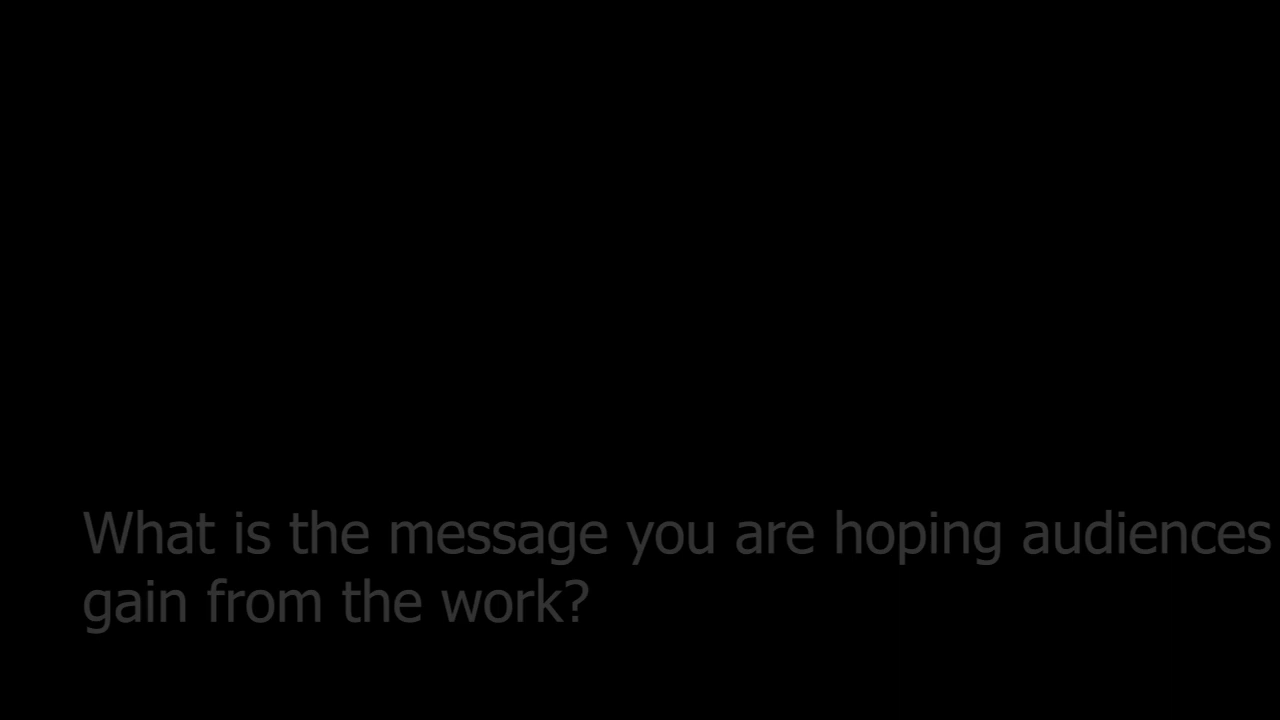 What is the message you are hoping audiences
gain from the work?